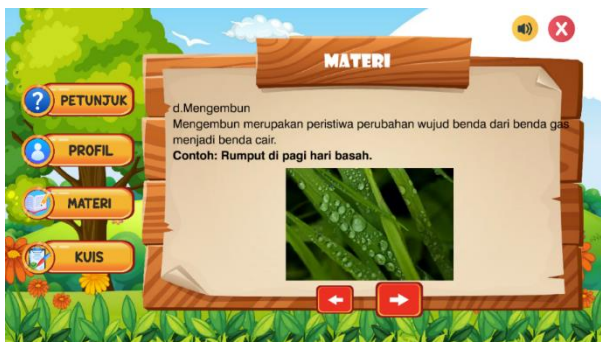 MATERI
PETUNJUK
PROFIL
MATERI
KUIS
d.Mengembun
Mengembun merupakan peristiwa perubahan wujud benda dari benda gas
menjadi benda cair.
Contoh: Rumput di pagi hari basah.